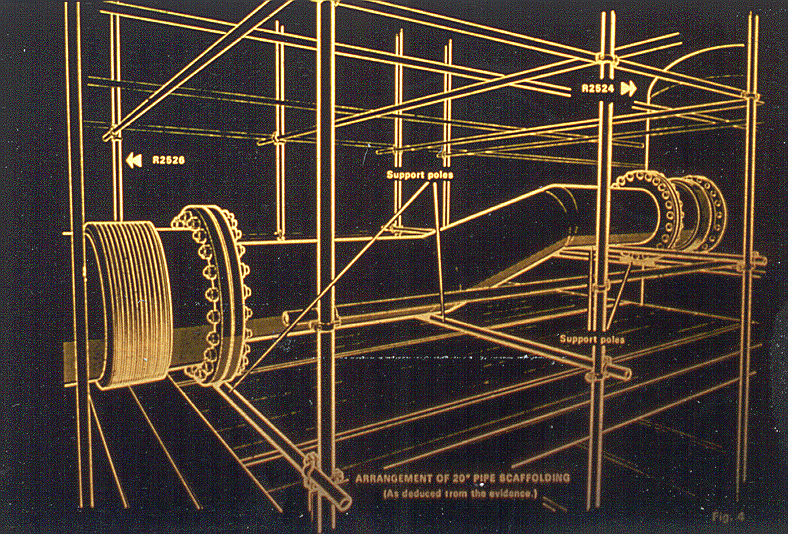 R2524
R2526
Support poles
Support poles
ARRANGEMENT OF 20" PIPE SCAFFOLDING
(As deduced from the evidence.)
Fig. 4